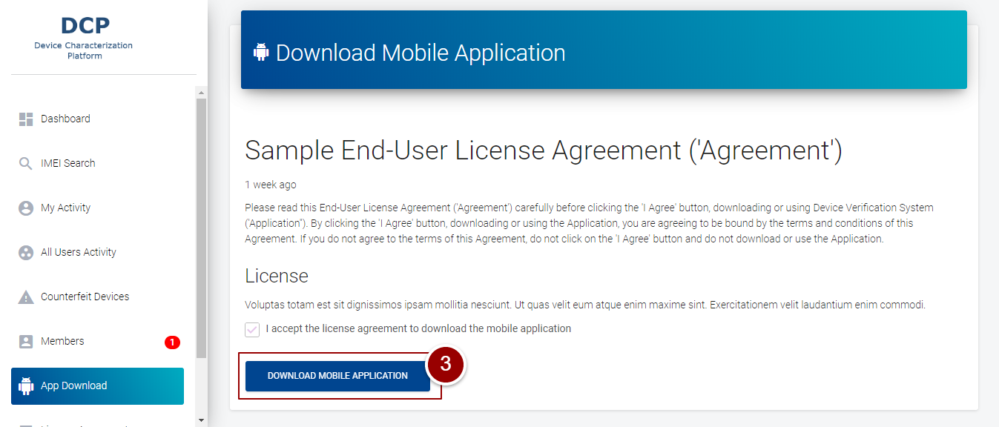 DCP
Device Characterization
Platform
Dashboard
IMEI Search
My Activity
All Users Activity
Counterfeit Devices
Members
1
App Download
Download Mobile Application
Sample End-User License Agreement ('Agreement')
1 week ago
Please read this End-User License Agreement ('Agreement') carefully before clicking the 'I Agree' button, downloading or using Device Verification System
('Application"). By clicking the 'I Agree' button, downloading or using the Application, you are agreeing to be bound by the terms and conditions of this
Agreement. If you do not agree to the terms of this Agreement, do not click on the 'I Agree' button and do not download or use the Application.
License
Voluptas totam est sit dignissimos ipsam mollitia nesciunt. Ut quas velit eum atque enim maxime sint. Exercitationem velit laudantium enim commodi.
I accept the license agreement to download the mobile application
DOWNLOAD MOBILE APPLICATION
3